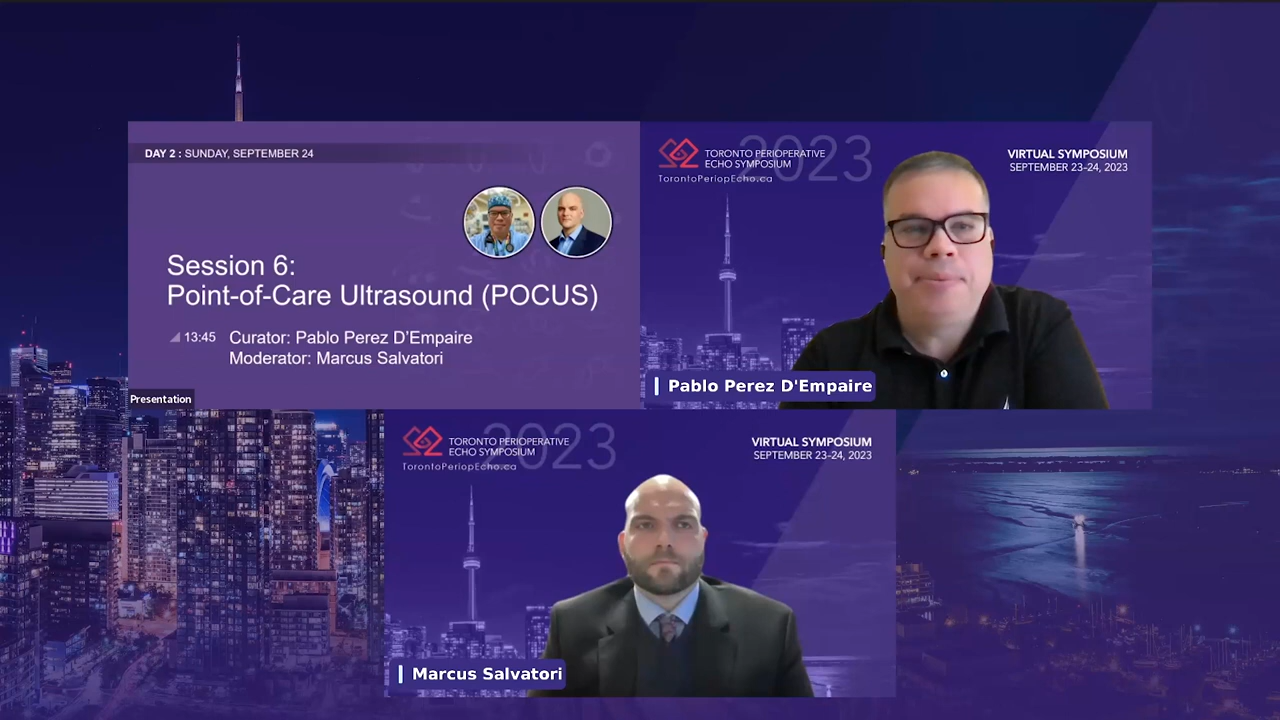 DAY 2 : SUNDAY, SEPTEMBER 24
Session 6:
Point-of-Care Ultrasound (POCUS)
13:45
Curator: Pablo Perez D'Empaire
Moderator: Marcus Salvatori
Presentation
2023
TORONTO PERIOPERATIVE
ECHO SYMPOSIUM
TorontoPeriopEcho.ca
VIRTUAL SYMPOSIUM
SEPTEMBER 23-24, 2023
Pablo Perez D'Empaire
2023
TORONTO PERIOPERATIVE
ECHO SYMPOSIUM
TorontoPeriopEcho.ca
VIRTUAL SYMPOSIUM
SEPTEMBER 23-24, 2023
Marcus Salvatori